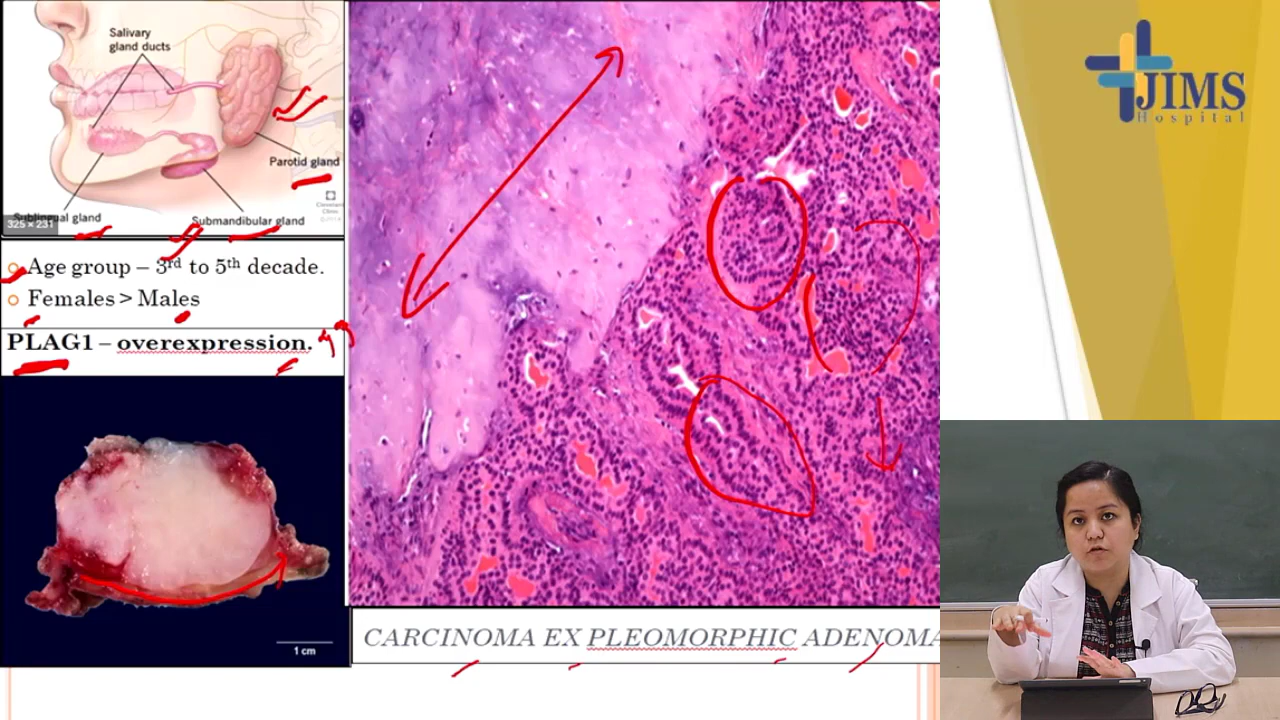 Salivary
gland ducts
Parotid gland
Sublingual gland
Submandibular gland
325 × 231
Age group – 3rd to 5th decade.
Females > Males
PLAG1 – overexpression.
1 cm
CARCINOMA EX PLEOMORPHIC ADENOMA
JIMS
Hospital